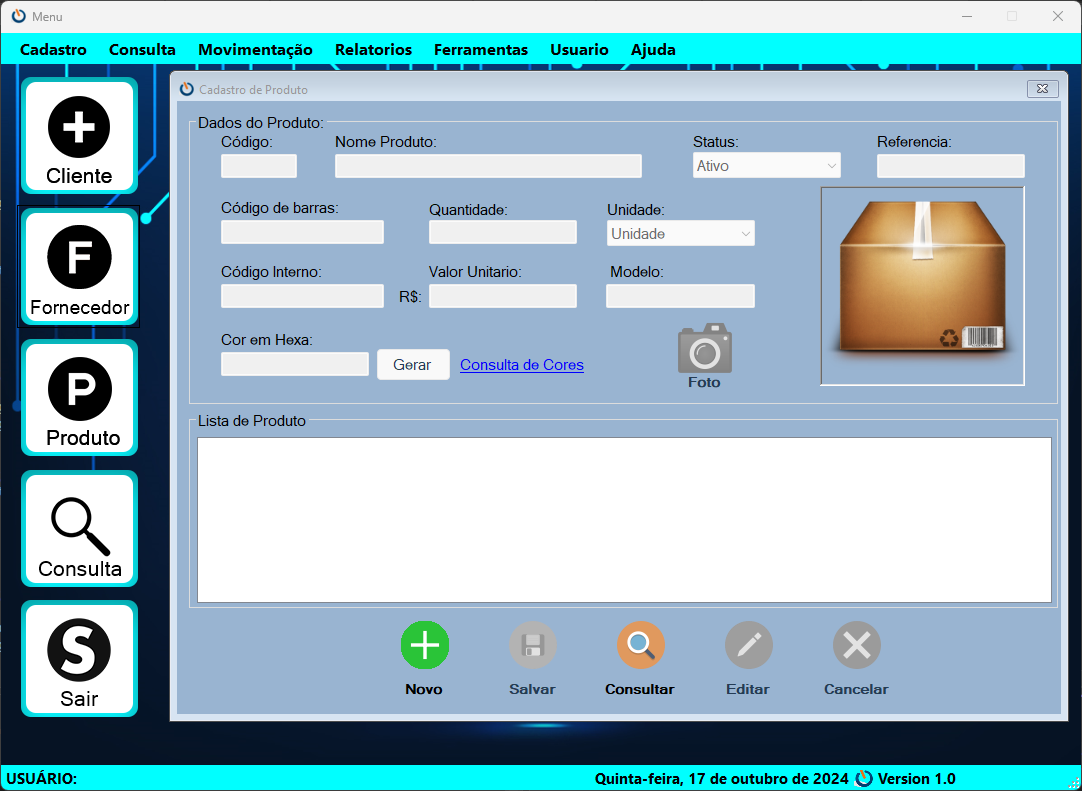 Menu
Cadastro Consulta Movimentação Relatorios Ferramentas Usuario Ajuda
Cliente
F
Fornecedor
P
Produto
Consulta
S
Sair
Cadastro de Produto
Dados do Produto:
Código: Nome Produto: Status: Referencia:
Ativo
Código de barras: Quantidade: Unidade:
Unidade
Código Interno: Valor Unitario: Modelo:
R$:
Cor em Hexa:
Gerar Consulta de Cores
Foto
Lista de Produto
Novo Salvar Consultar Editar Cancelar
USUÁRIO: Quinta-feira, 17 de outubro de 2024 Version 1.0